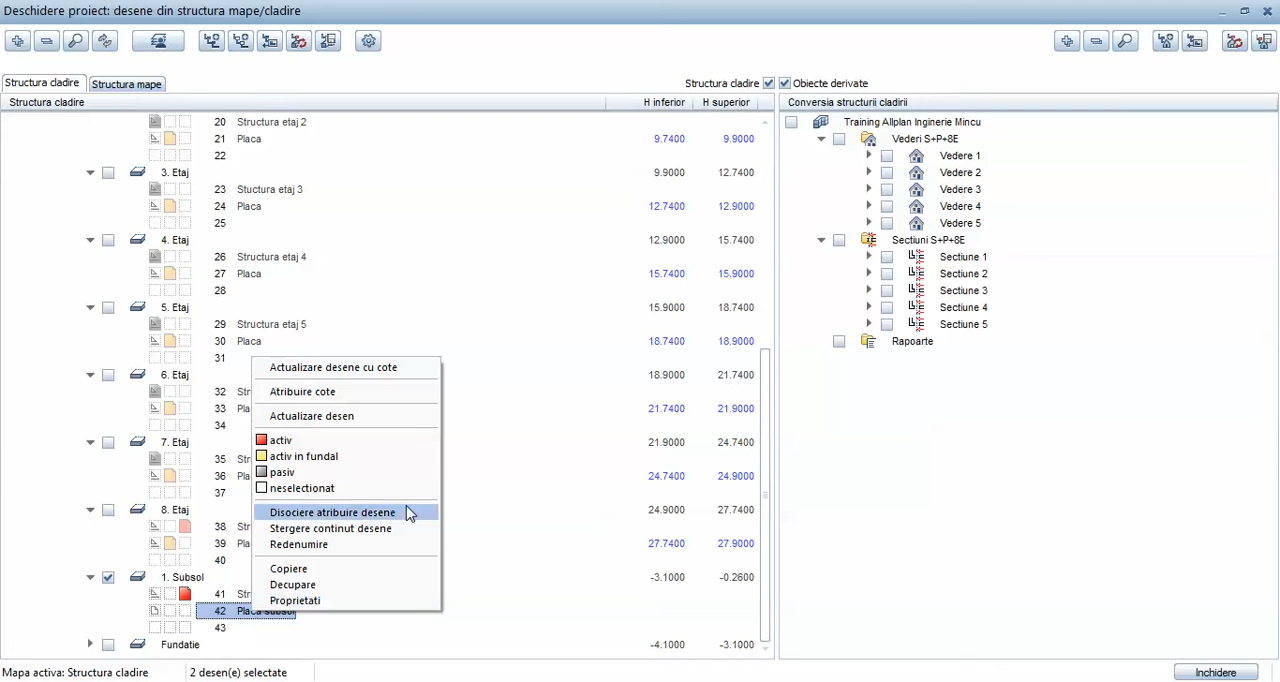 Deschidere proiect: desene din structura mape/cladire
Structura cladire
Structura mape
Structura cladire
Obiecte derivate
Structura cladire H inferior H superior
20 Structura etaj 2
21 Placa 9.7400 9.9000
22
3. Etaj 9.9000 12.7400
23 Stuctura etaj 3
24 Placa 12.7400 12.9000
25
4. Etaj 12.9000 15.7400
26 Structura etaj 4
27 Placa 15.7400 15.9000
28
5. Etaj 15.9000 18.7400
29 Structura etaj 5
30 Placa 18.7400 18.9000
31
6. Etaj 18.9000 21.7400
32 Str
33 Pla 21.7400 21.9000
34
7. Etaj 21.9000 24.7400
35 Str
36 Pla 24.7400 24.9000
37
8. Etaj 24.9000 27.7400
38 Str
39 Pla 27.7400 27.9000
40
1. Subsol -3.1000 -0.2600
41 Str
42 Placa subsol
43
Fundatie -4.1000 -3.1000
Actualizare desene cu cote
Atribuire cote
Actualizare desen
activ
activ in fundal
pasiv
neselectionat
Disociere atribuire desene
Stergere continut desene
Redenumire
Copiere
Decupare
Proprietati
Conversia structurii cladirii
Training Allplan Inginerie Mincu
Vederi S+P+8E
Vedere 1
Vedere 2
Vedere 3
Vedere 4
Vedere 5
Sectiuni S+P+8E
Sectiune 1
Sectiune 2
Sectiune 3
Sectiune 4
Sectiune 5
Rapoarte
Mapa activa: Structura cladire
2 desen(e) selectate
Inchidere